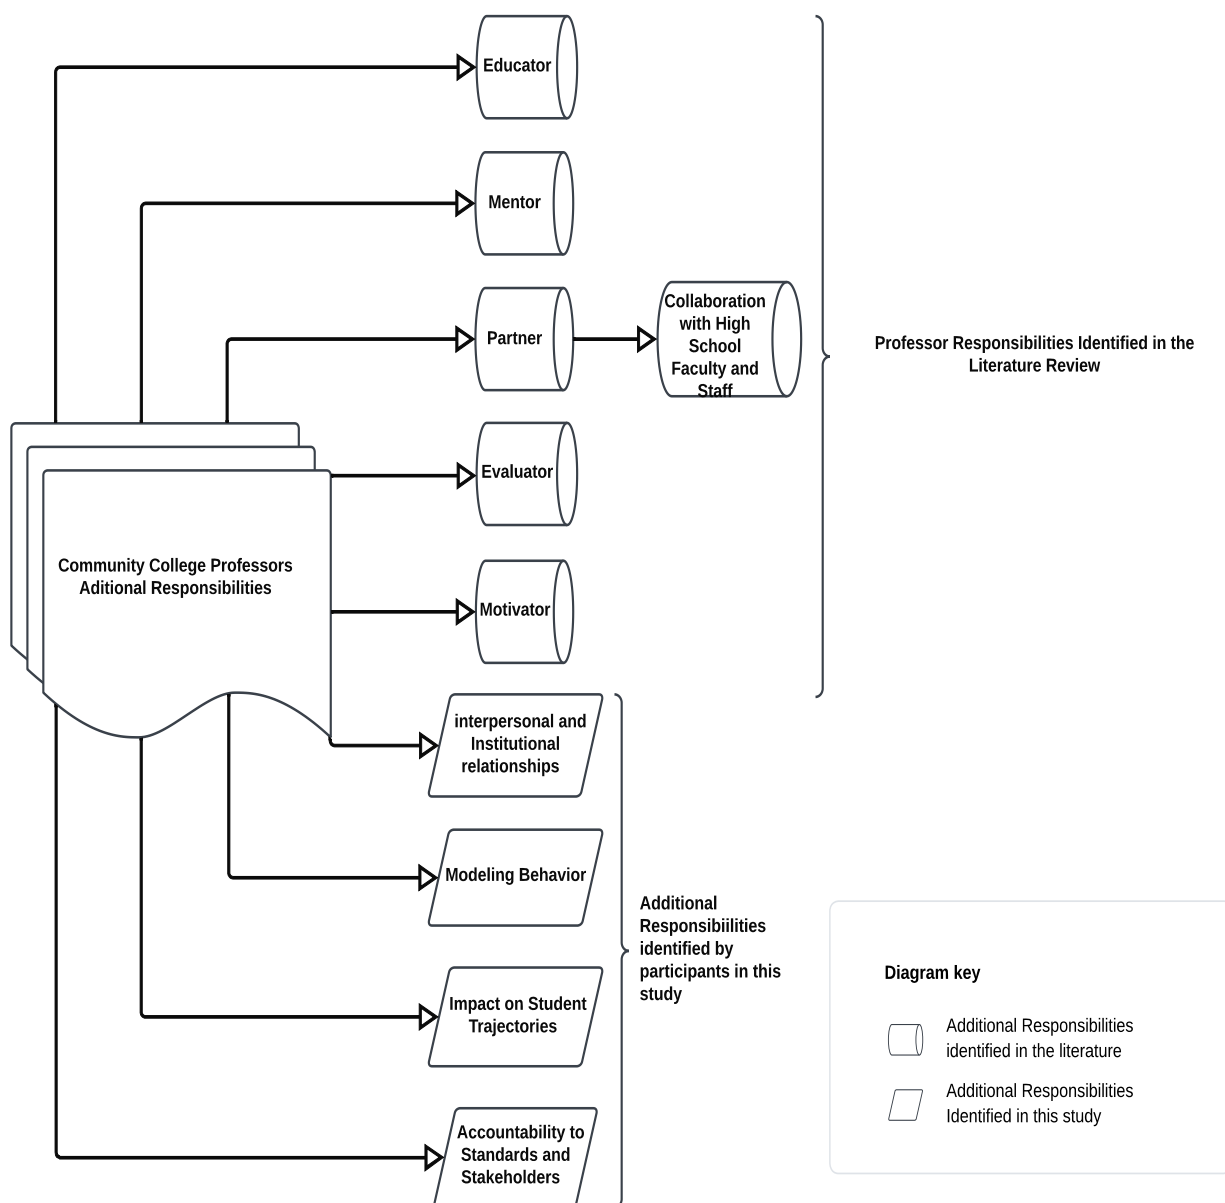 Educator
Mentor
Partner
Collaboration
with High
School
Faculty and
Staff
Professor Responsibilities Identified in the
Literature Review
Evaluator
Community College Professors
Aditional Responsibilities
Motivator
interpersonal and
Institutional
relationships
Modeling Behavior
Additional
Responsibiilities
identified by
participants in this
study
Impact on Student
Trajectories
Accountability to
Standards and
Stakeholders
Diagram key
Additional Responsibilities
identified in the literature
Additional Responsibilities
Identified in this study